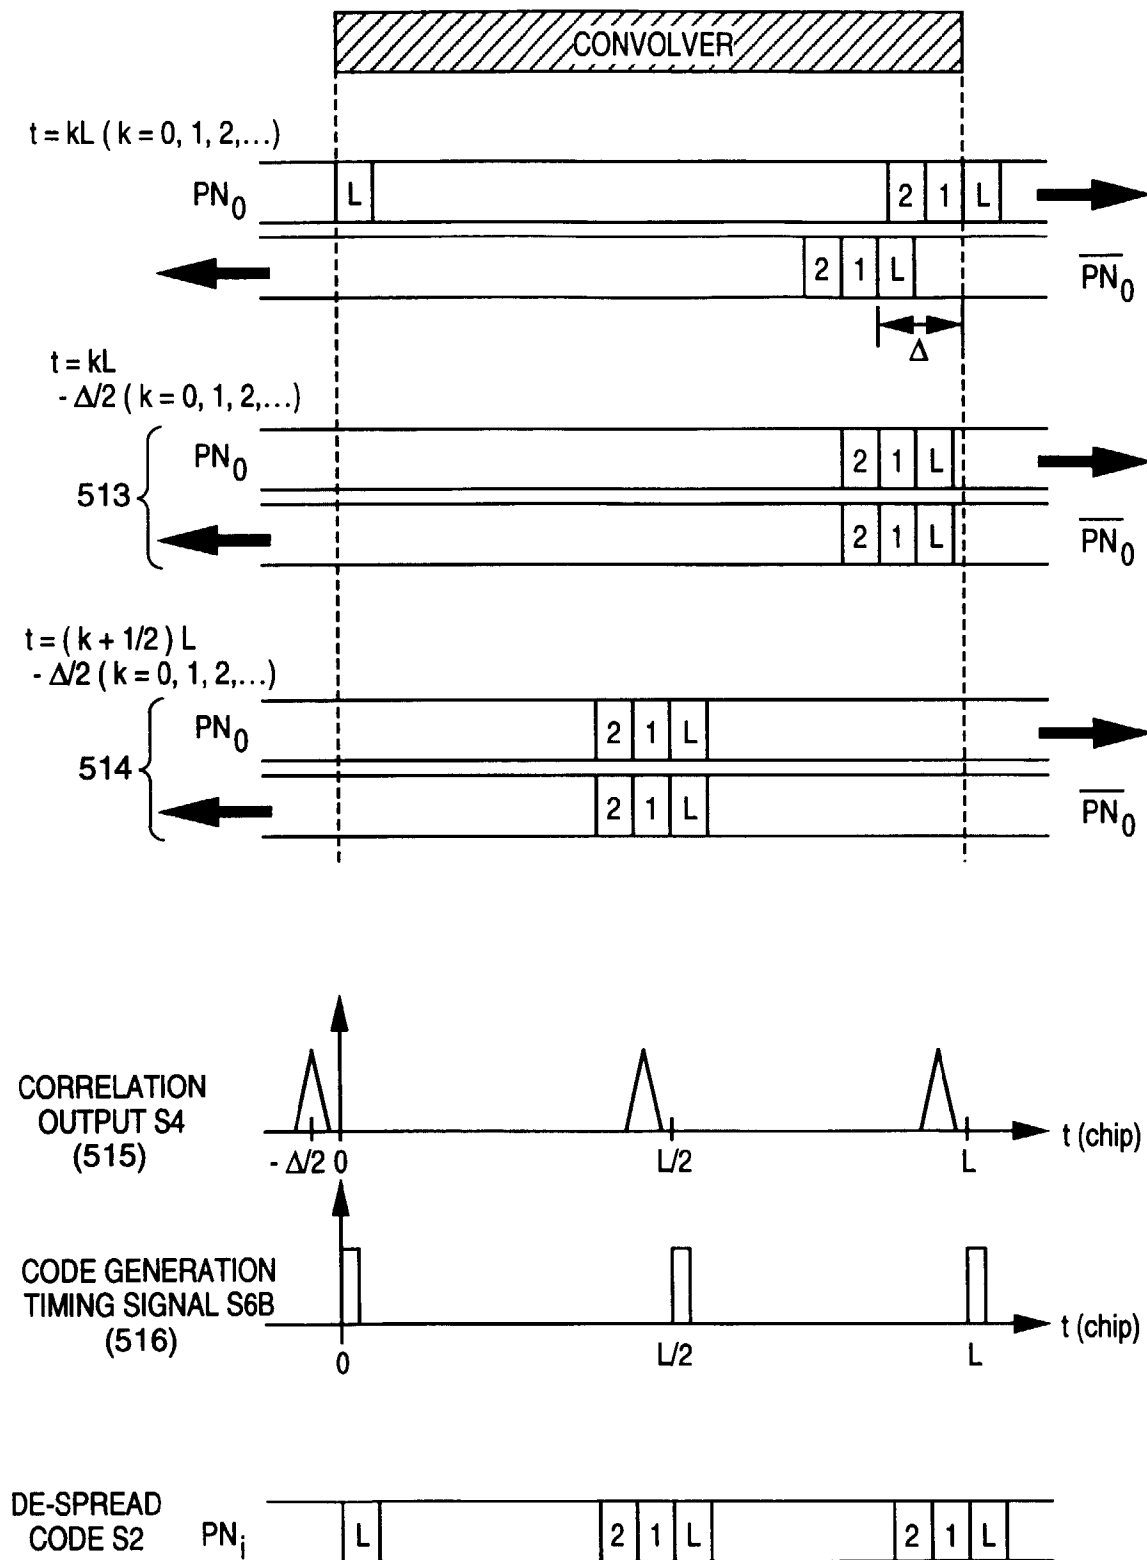 CONVOLVER
t = kL ( k = 0, 1, 2,...)
PN0 L 2 1 L
2 1 L P̅N̅0
Δ
t = kL
- Δ/2 ( k = 0, 1, 2,...)
513 PN0 2 1 L
2 1 L P̅N̅0
t = ( k + 1/2 ) L
- Δ/2 ( k = 0, 1, 2,...)
514 PN0 2 1 L
2 1 L P̅N̅0
CORRELATION
OUTPUT S4
(515)
- Δ/2 0 L/2 L t (chip)
CODE GENERATION
TIMING SIGNAL S6B
(516)
0 L/2 L t (chip)
DE-SPREAD
CODE S2 PNi L 2 1 L 2 1 L